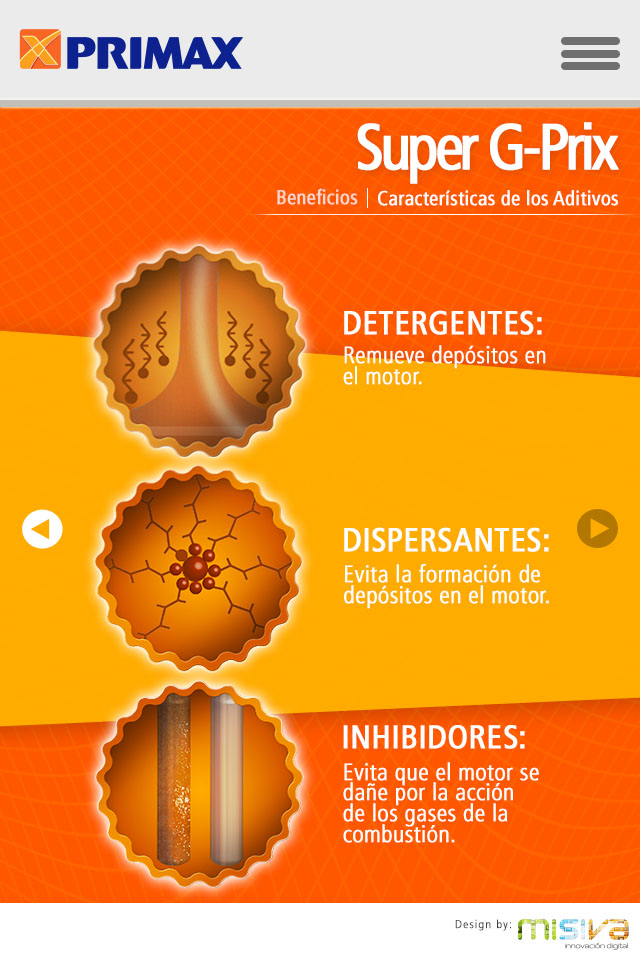 PRIMAX
Super G-Prix
Beneficios | Características de los Aditivos
DETERGENTES:
Remueve depósitos en
el motor.
DISPERSANTES:
Evita la formación de
depósitos en el motor.
INHIBIDORES:
Evita que el motor se
dañe por la acción
de los gases de la
combustión.
Design by: misiva
innovación digital